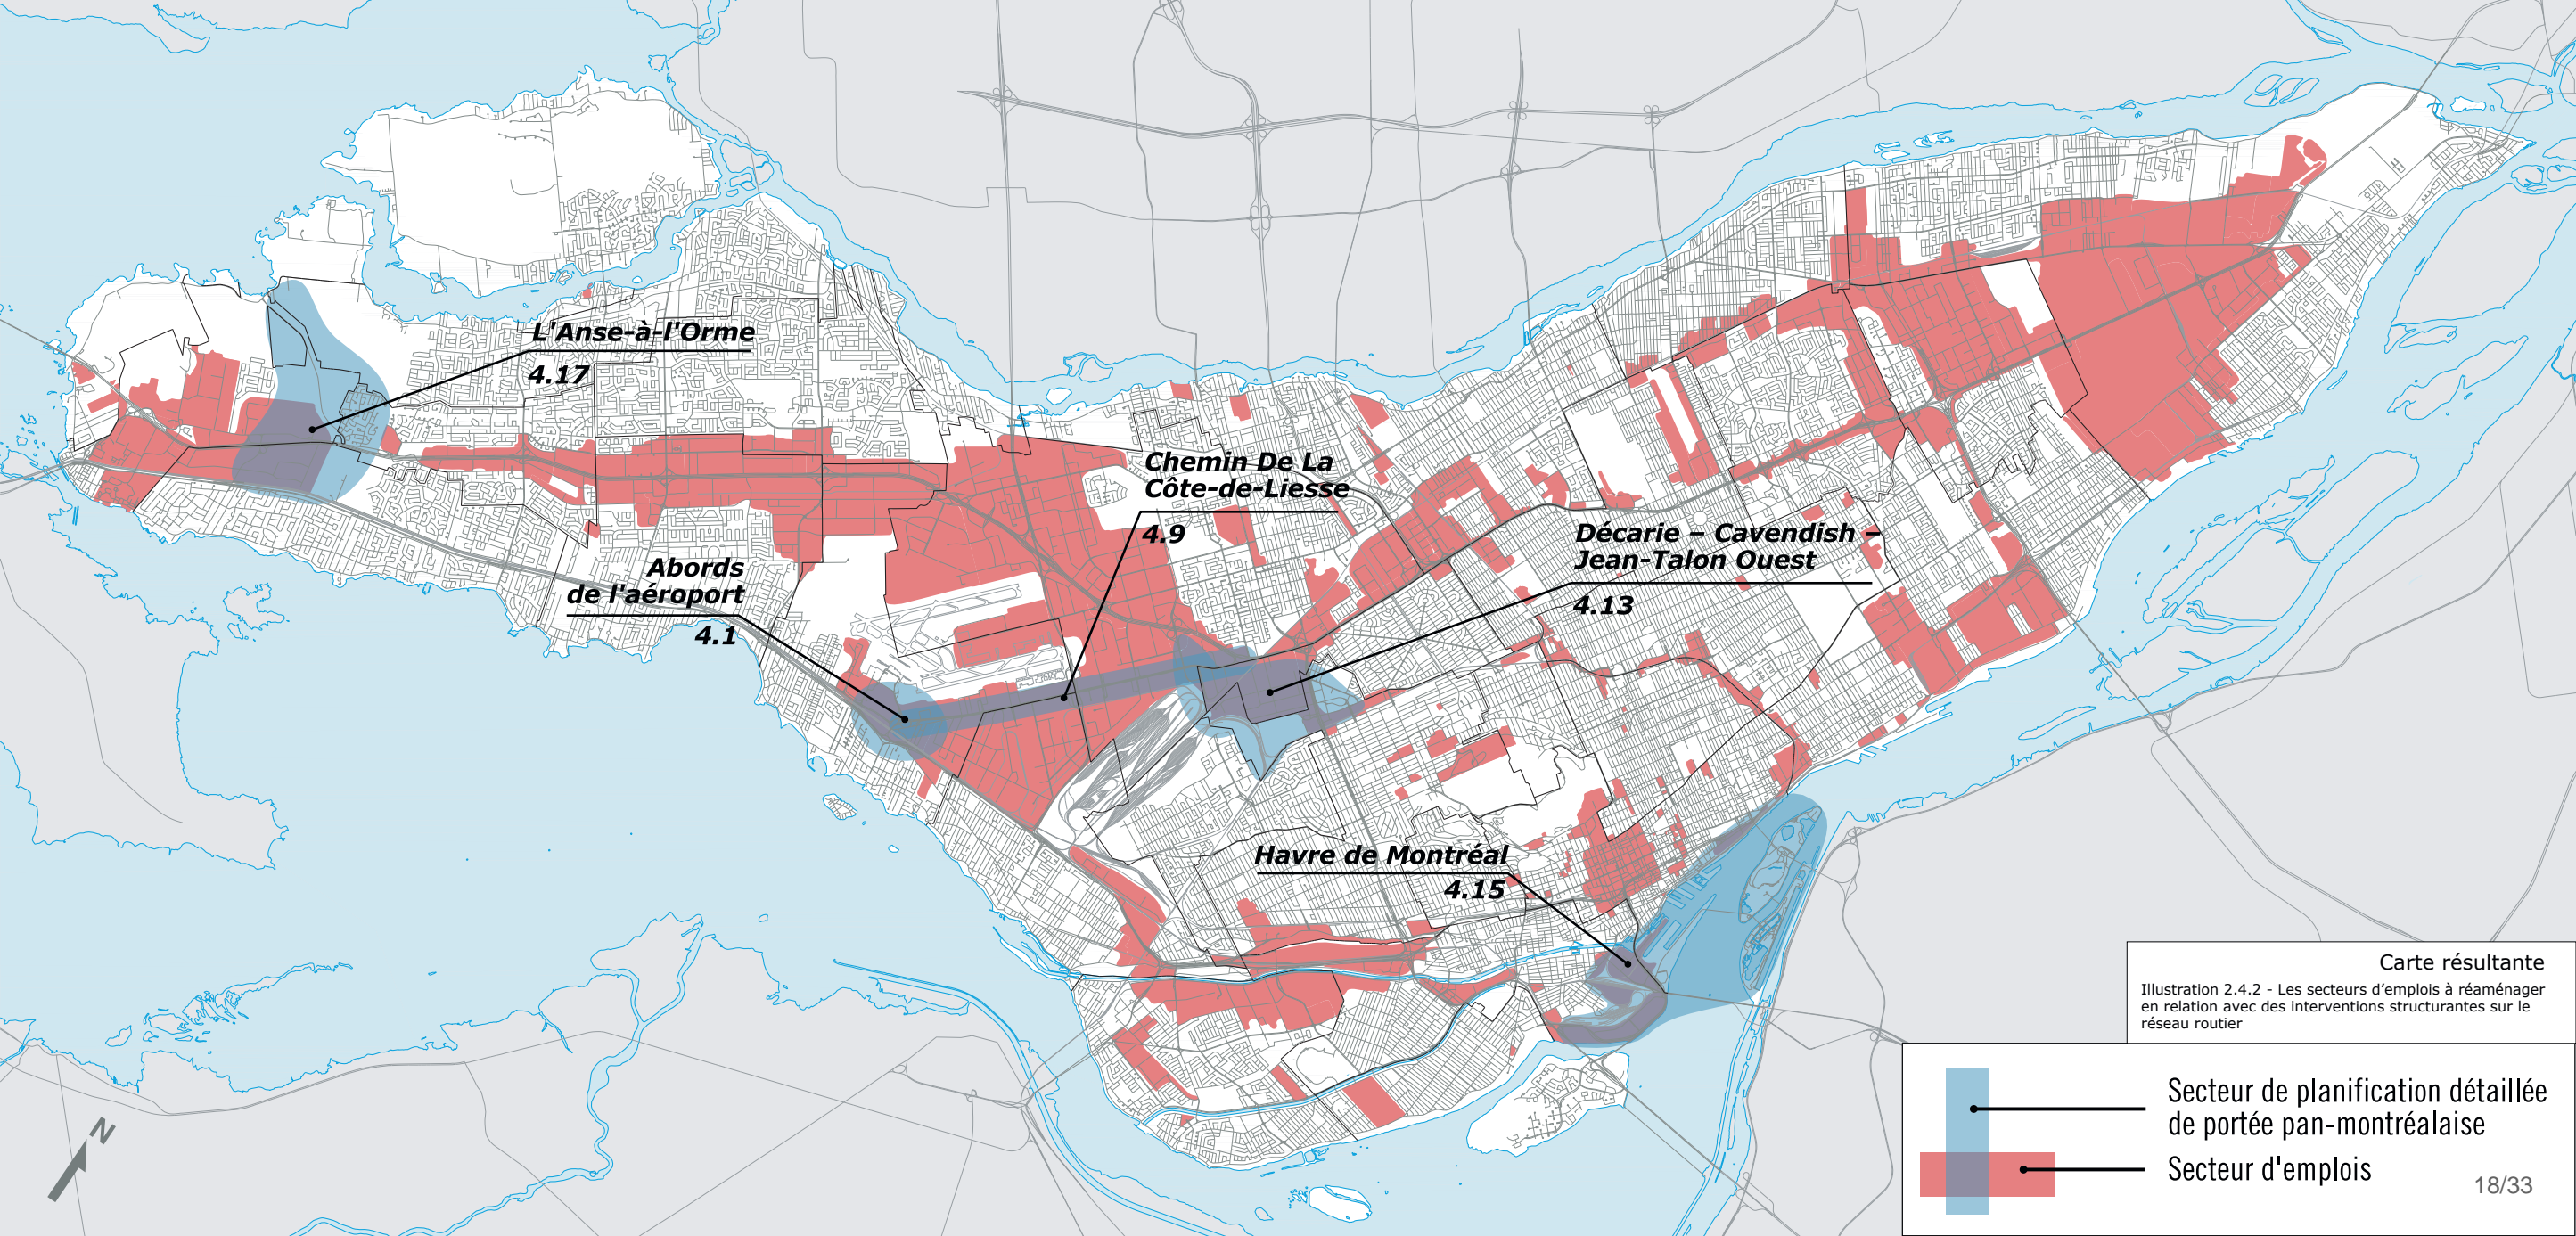 L'Anse-à-l'Orme
4.17
Chemin De La
Côte-de-Liesse
4.9
Décarie – Cavendish –
Jean-Talon Ouest
4.13
Abords
de l'aéroport
4.1
Havre de Montréal
4.15
Carte résultante
Illustration 2.4.2 - Les secteurs d'emplois à réaménager
en relation avec des interventions structurantes sur le
réseau routier
Secteur de planification détaillée
de portée pan-montréalaise
Secteur d'emplois
18/33
N